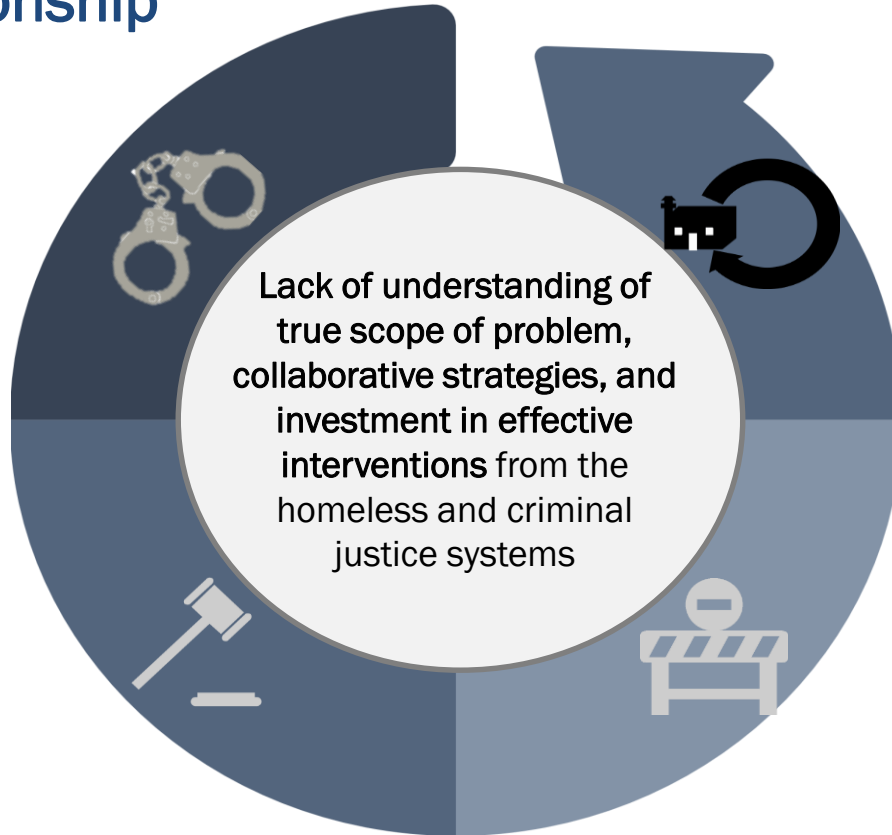 onship
Lack of understanding of
true scope of problem,
collaborative strategies, and
investment in effective
interventions from the
homeless and criminal
justice systems